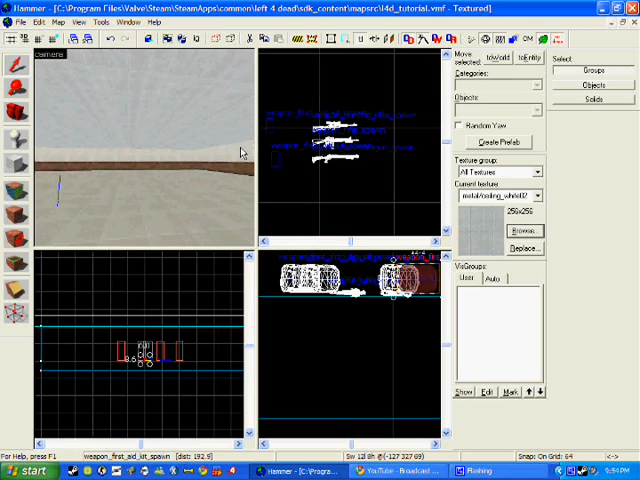 Hammer - [C:\Program Files\Valve\Steam\SteamApps\common\left 4 dead\sdk_content\mapsrc\l4d_tutorial.vmf - Textured]
File Edit Map View Tools Window Help
camera
Move selected:
toWorld
toEntity
Categories:
Objects:
Random Yaw
Create Prefab
Texture group:
All Textures
Current texture:
metal/ceiling_white02
256x256
Browse...
Replace...
VisGroups:
User
Auto
Show
Edit
Mark
Select:
Groups
Objects
Solids
For Help, press F1
weapon_first_aid_kit_spawn [dist: 192.9]
@(-127 327 69)
Snap: On Grid: 64
<->
start
Hammer - [C:\Progra...
YouTube - Broadcast ...
Flashing
9:54 PM